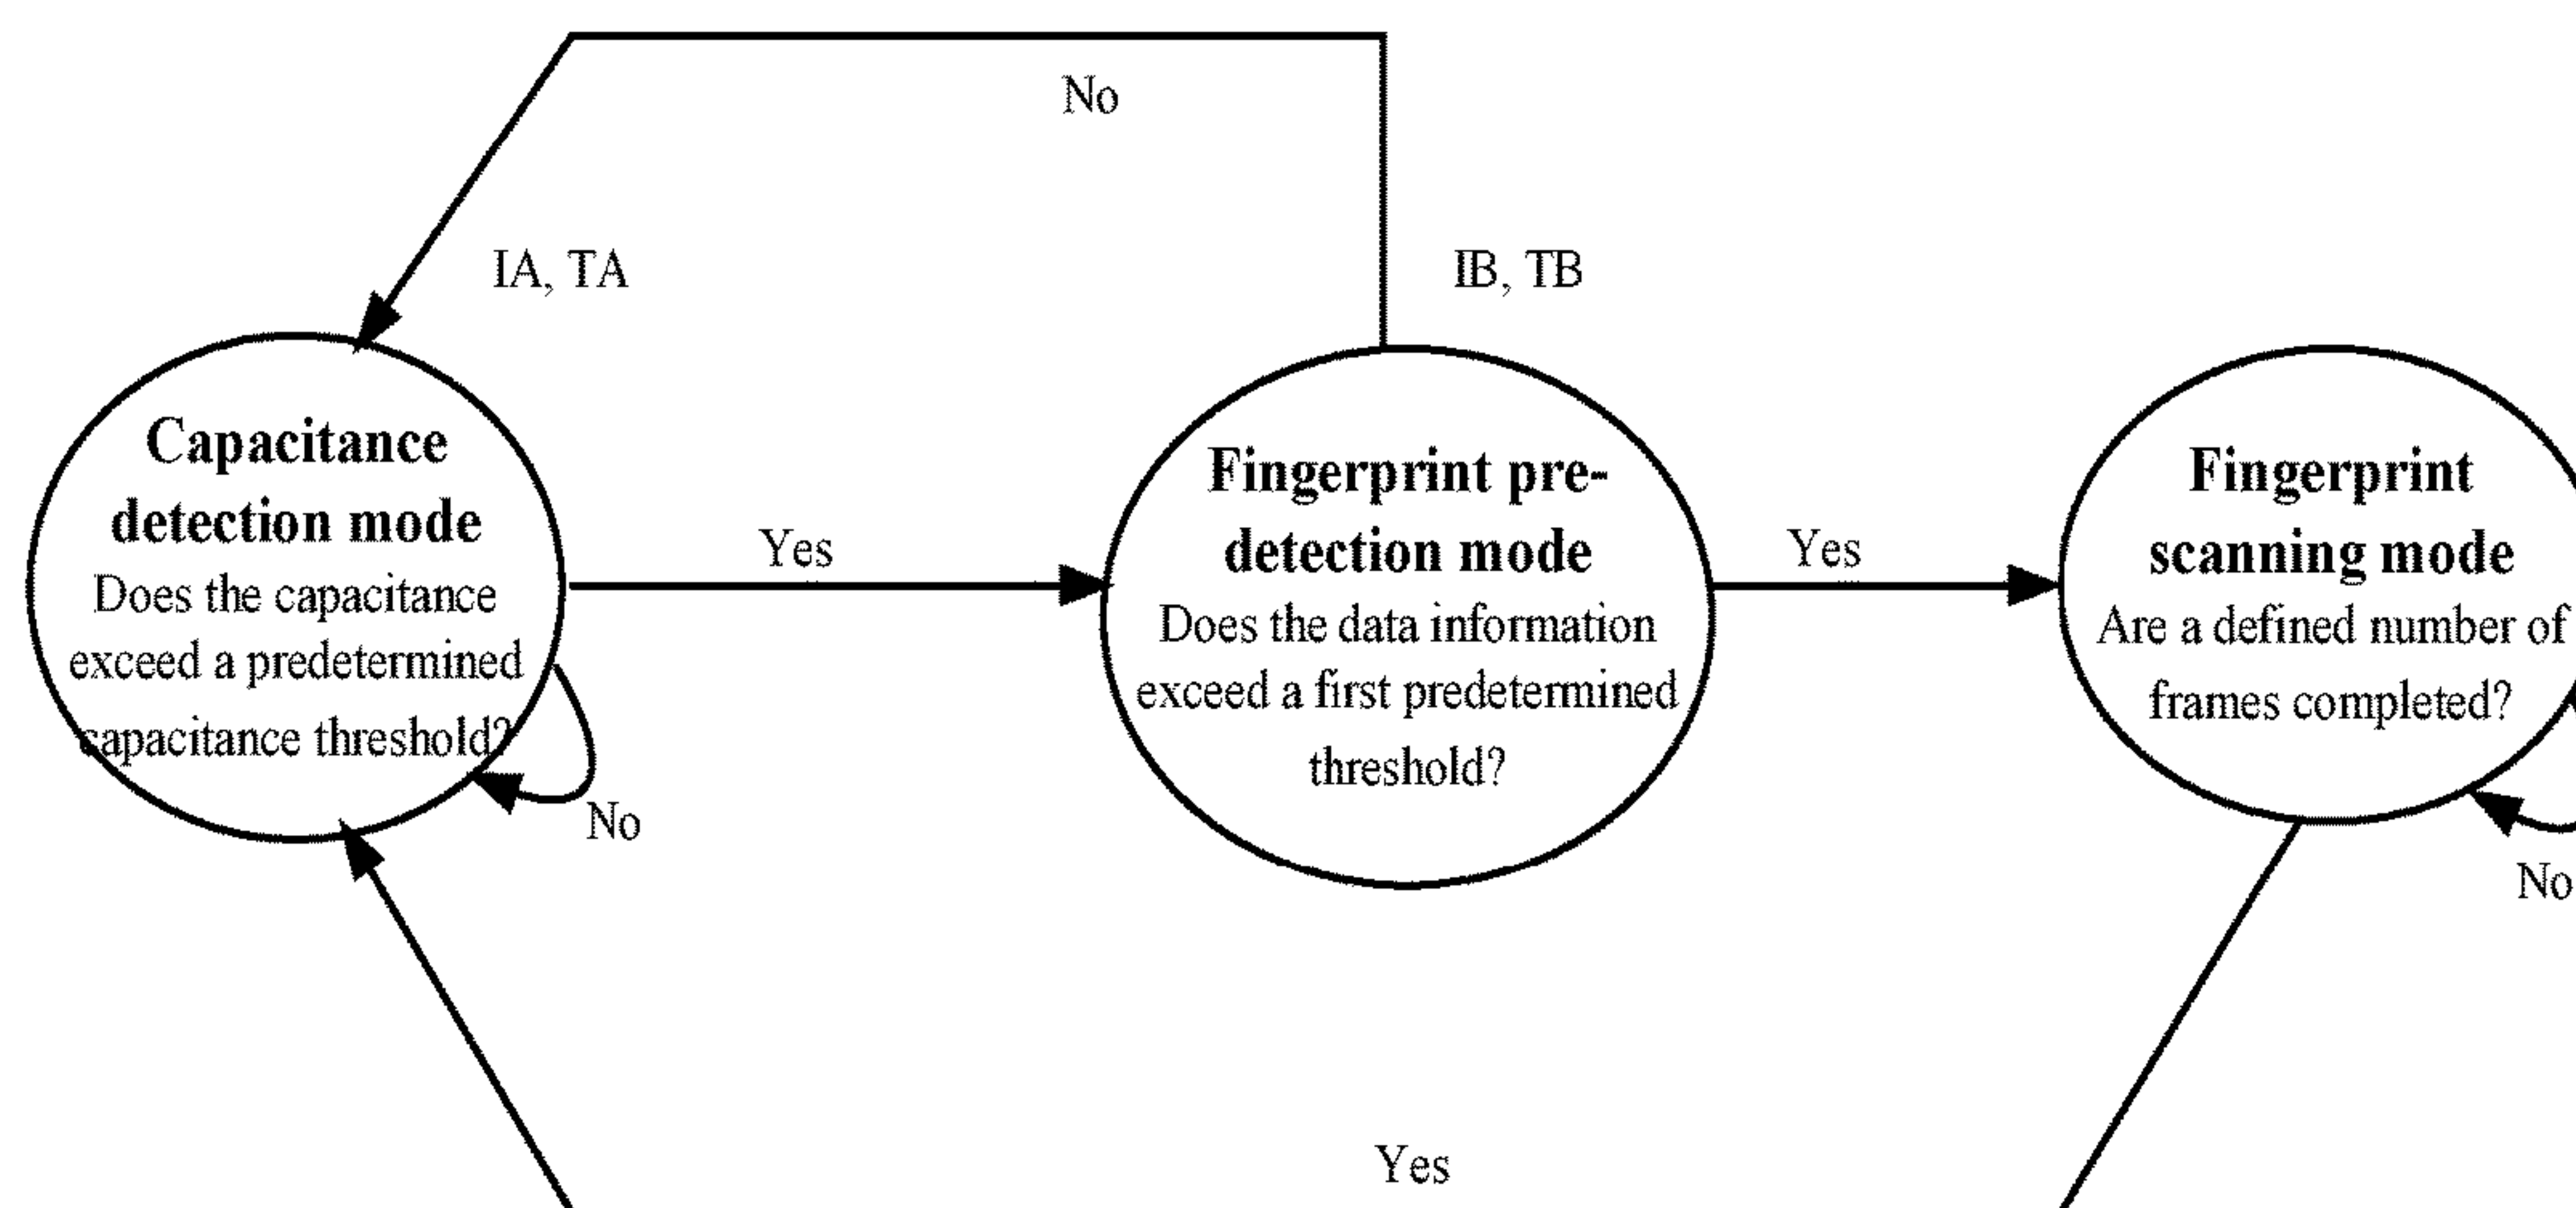 No
IA, TA
IB, TB
Capacitance
detection mode
Does the capacitance
exceed a predetermined
capacitance threshold?
No
Yes
Fingerprint pre-
detection mode
Does the data information
exceed a first predetermined
threshold?
Yes
Fingerprint
scanning mode
Are a defined number of
frames completed?
No
Yes